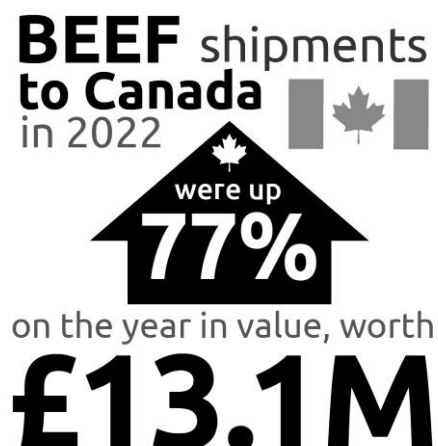 BEEF shipments
to Canada
in 2022
were up
77%
on the year in value, worth
£13.1M